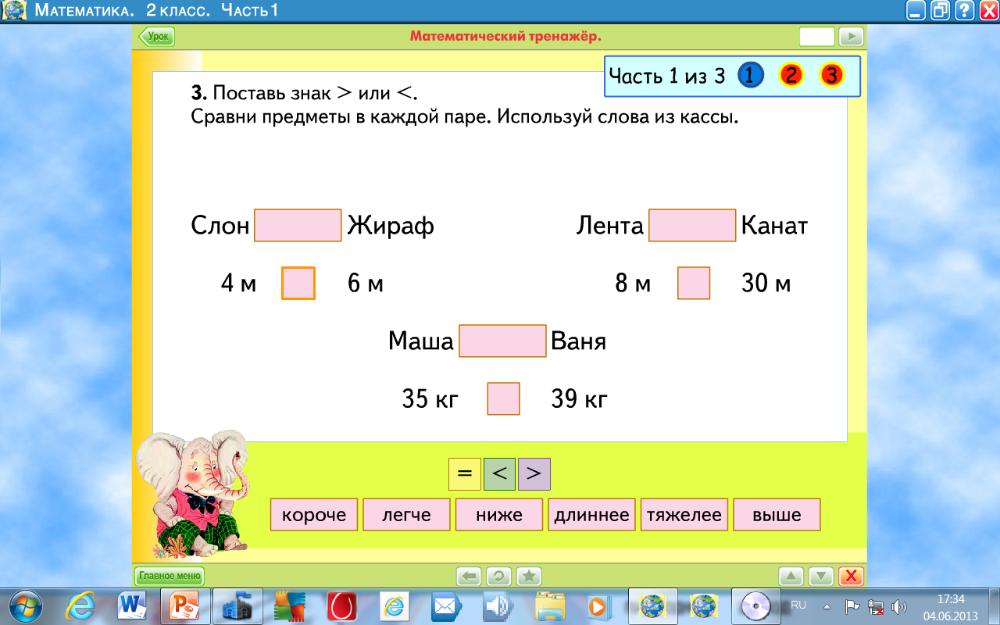 Математика. 2 класс. Часть 1
Урок
Математический тренажёр.
Часть 1 из 3 1 2 3
3. Поставь знак > или <.
Сравни предметы в каждой паре. Используй слова из кассы.
Слон Жираф Лента Канат
4 м 6 м 8 м 30 м
Маша Ваня
35 кг 39 кг
= < >
короче легче ниже длиннее тяжелее выше
Главное меню
RU
17:34
04.06.2013